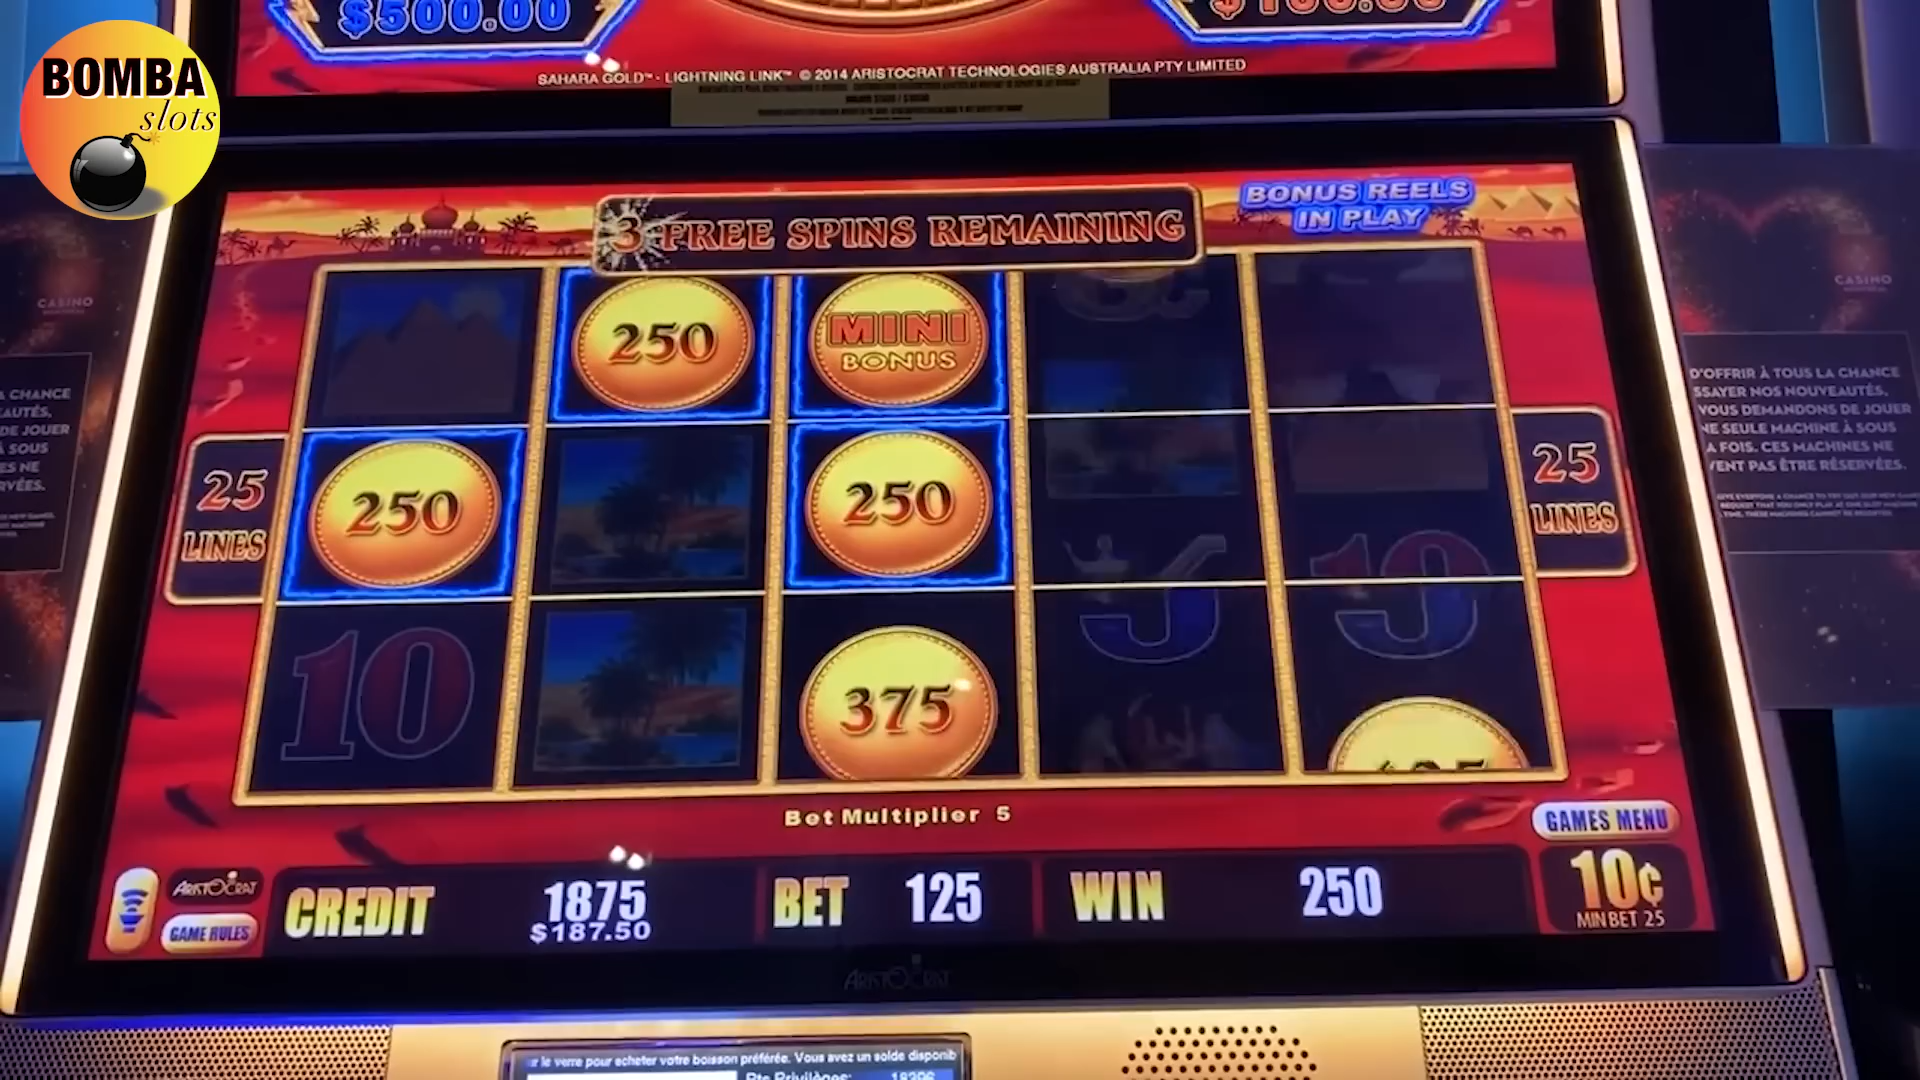 BOMBA
slots
$500.00
SAHARA GOLD™ - LIGHTNING LINK™ © 2014 ARISTOCRAT TECHNOLOGIES AUSTRALIA PTY LIMITED
3 FREE SPINS REMAINING
BONUS REELS
IN PLAY
250
MINI
BONUS
250
250
375
10
J
10
25
LINES
25
LINES
Bet Multiplier 5
GAMES MENU
ARISTOCRAT
GAME RULES
CREDIT
1875
$187.50
BET 125
WIN 250
10¢
MIN BET 25
ARISTOCRAT
le verre pour acheter votre boisson préférée. Vous avez un solde disponib
Pts Privilèges:
CASINO
CHANCE
DE JOUER
SOUS
CASINO
D'OFFRIR À TOUS LA CHANCE
SSAYER NOS NOUVEAUTÉS,
VOUS DEMANDONS DE JOUER
NE SEULE MACHINE À SOUS
A FOIS. CES MACHINES NE
VENT PAS ÊTRE RÉSERVÉES.